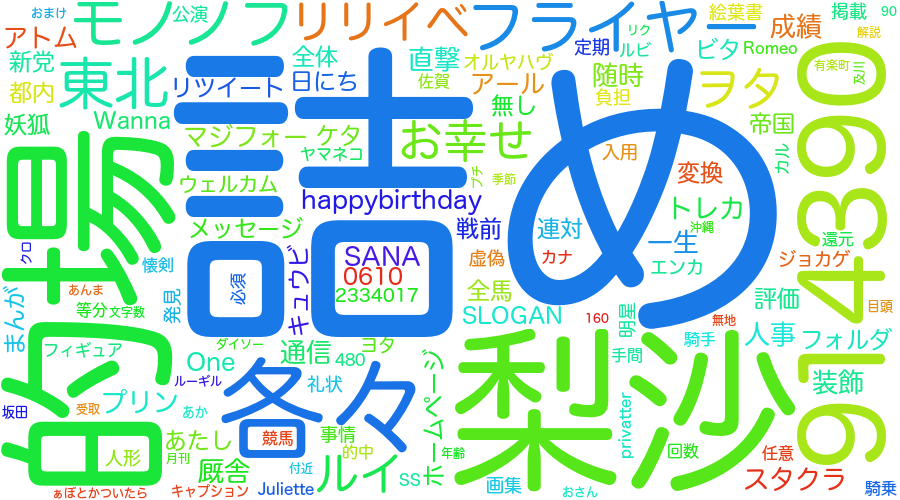 おまけ
モノノフ
公演
リリイベ
フライヤー
絵葉書
掲載
90
アトム
成績
解説
新党
東北
全体
直撃
定期
リク
ルビ
ビタ
Romeo
都内
リツイート
日にち
佐賀
オルヤハヴ
アール
随時
ヲタ
有楽町
及川
妖狐
Wanna
詰め
無し
負担
マジフォー
ケタ
お幸せ
帝国
914390
場
ヤマネコ
入用
カル
ウェルカム
プチ
季節
変換
happybirthday
トレカ
メッセージ
戦前
連対
沖縄
一生
還元
クロ
懐剣
キュウビ
SANA
虚偽
カナ
エンカ
ジョカゲ
あんま
必須
0610
全馬
目頭
まんが
等分
文字数
発見
2334017
SLOGAN
明星
評価
的
160
無地
人事
フィギュア
ダイソー
ヨタ
梨沙
騎手
フォルダ
One
通信
480
手間
ルーギル
各々
礼状
ホームページ
装飾
プリン
坂田
受取
あか
privatter
あたし
競馬
事情
回数
人形
月刊
的中
年齢
任意
厩舎
付近
ルイ
SS
スタクラ
ぁぼとかついたら
キャプション
Juliette
画集
おさん
騎乗